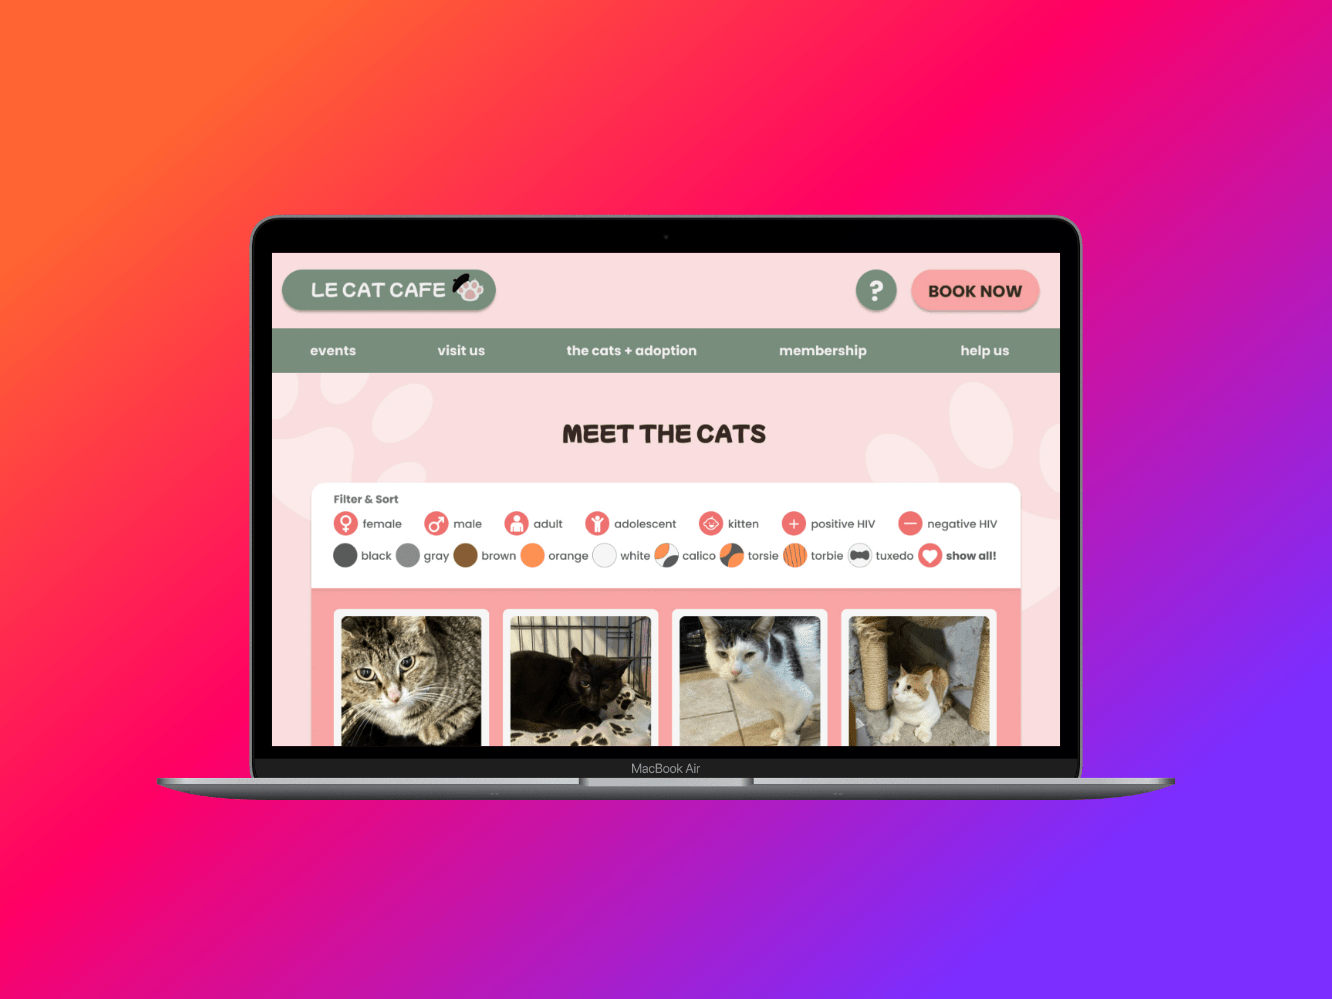 LE CAT CAFE
? BOOK NOW
events visit us the cats + adoption membership help us
MEET THE CATS
Filter & Sort
female male adult adolescent kitten positive HIV negative HIV
black gray brown orange white calico torsie torbie tuxedo show all!
MacBook Air